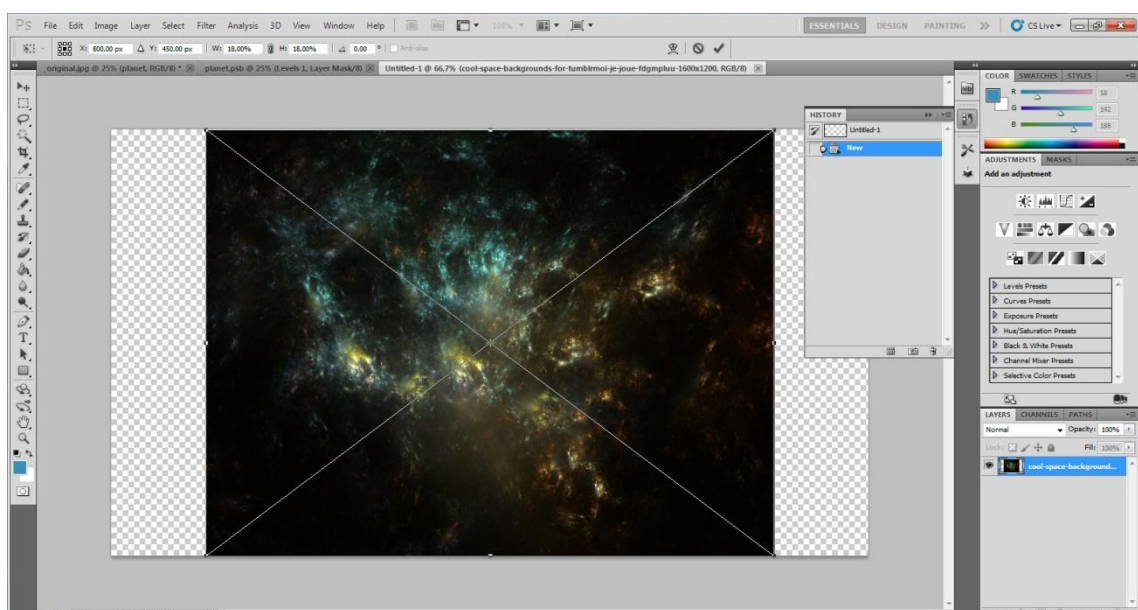 Ps File Edit Image Layer Select Filter Analysis 3D View Window Help 100% ESSENTIALS DESIGN PAINTING CS Live
X: 800,00 px Y: 450,00 px W: 18.00% H: 18.00% 0,00 ° Anti-alias
_original.jpg @ 25% (planet, RGB/8) * planet.psb @ 25% (Levels 1, Layer Mask/8) Untitled-1 @ 66,7% (cool-space-backgrounds-for-tumblrmoi-je-joue-fdgmpluu-1600x1200, RGB/8)
COLOR SWATCHES STYLES
R 58
G 142
B 188
HISTORY
Untitled-1
New
ADJUSTMENTS MASKS
Add an adjustment
Levels Presets
Curves Presets
Exposure Presets
Hue/Saturation Presets
Black & White Presets
Channel Mixer Presets
Selective Color Presets
LAYERS CHANNELS PATHS
Normal Opacity: 100%
Lock: Fill: 100%
cool-space-background...